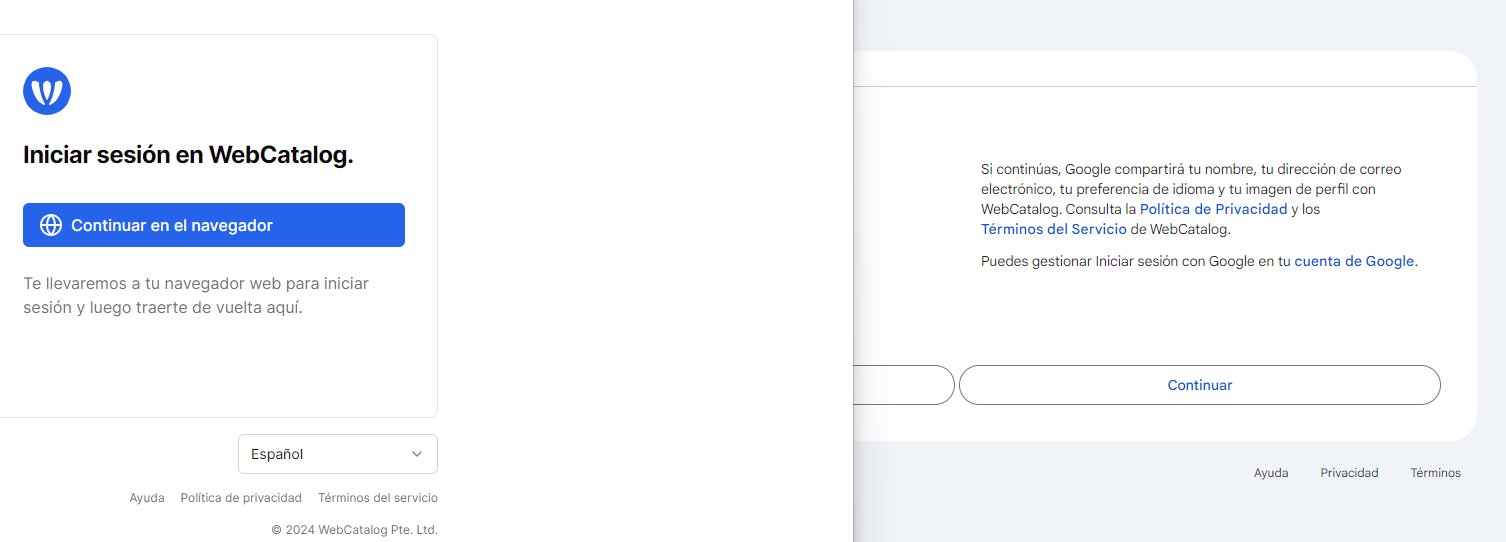 Iniciar sesión en WebCatalog.
Continuar en el navegador
Te llevaremos a tu navegador web para iniciar
sesión y luego traerte de vuelta aquí.
Español
Ayuda Política de privacidad Términos del servicio
© 2024 WebCatalog Pte. Ltd.
Si continúas, Google compartirá tu nombre, tu dirección de correo
electrónico, tu preferencia de idioma y tu imagen de perfil con
WebCatalog. Consulta la Política de Privacidad y los
Términos del Servicio de WebCatalog.
Puedes gestionar Iniciar sesión con Google en tu cuenta de Google.
Continuar
Ayuda Privacidad Términos